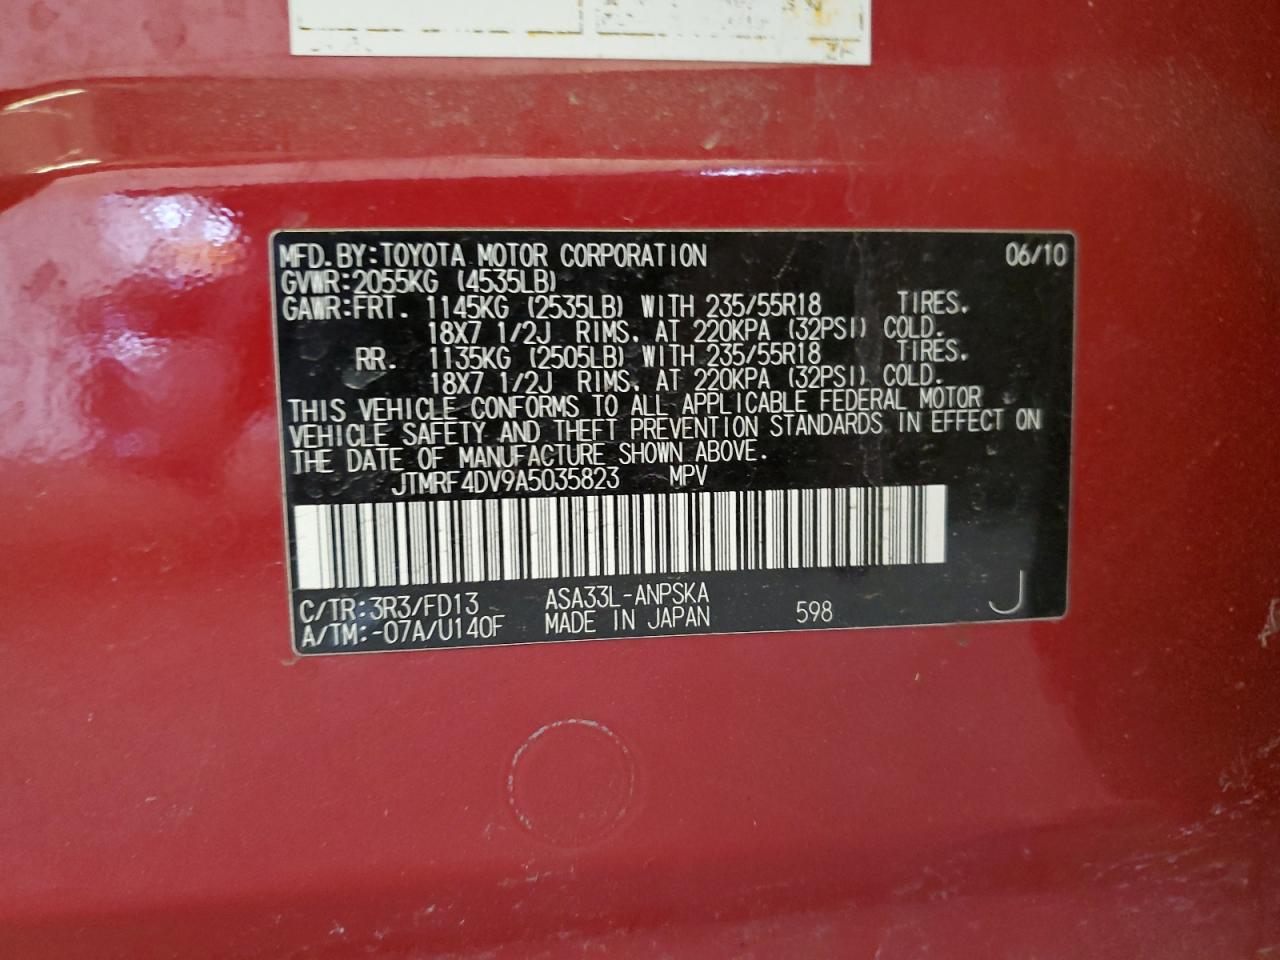 MFD.BY:TOYOTA MOTOR CORPORATION 06/10
GVWR:2055KG (4535LB)
GAWR:FRT. 1145KG (2535LB) WITH 235/55R18 TIRES.
18X7 1/2J RIMS. AT 220KPA (32PSI) COLD.
RR. 1135KG (2505LB) WITH 235/55R18 TIRES.
18X7 1/2J RIMS. AT 220KPA (32PSI) COLD.
THIS VEHICLE CONFORMS TO ALL APPLICABLE FEDERAL MOTOR
VEHICLE SAFETY AND THEFT PREVENTION STANDARDS IN EFFECT ON
THE DATE OF MANUFACTURE SHOWN ABOVE.
JTMRF4DV9A5035823 MPV
C/TR:3R3/FD13 ASA33L-ANPSKA
A/TM:-07A/U140F MADE IN JAPAN 598 J